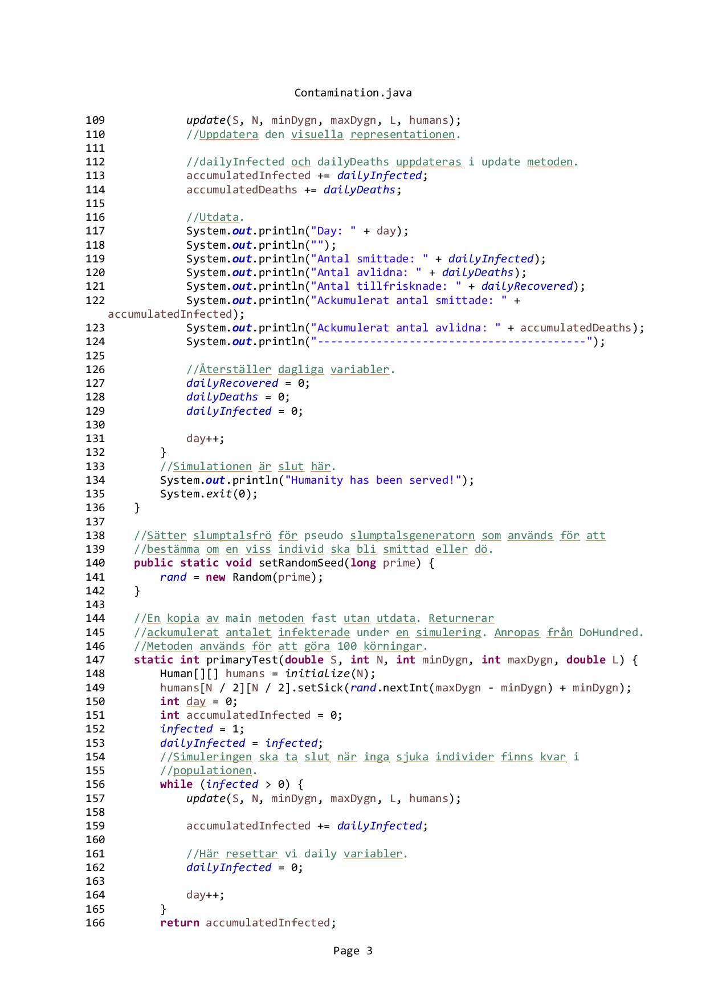 Contamination.java
109 update(S, N, minDygn, maxDygn, L, humans);
110 //Uppdatera den visuella representationen.
111
112 //dailyInfected och dailyDeaths uppdateras i update metoden.
113 accumulatedInfected += dailyInfected;
114 accumulatedDeaths += dailyDeaths;
115
116 //Utdata.
117 System.out.println("Day: " + day);
118 System.out.println("");
119 System.out.println("Antal smittade: " + dailyInfected);
120 System.out.println("Antal avlidna: " + dailyDeaths);
121 System.out.println("Antal tillfrisknade: " + dailyRecovered);
122 System.out.println("Ackumulerat antal smittade: " +
accumulatedInfected);
123 System.out.println("Ackumulerat antal avlidna: " + accumulatedDeaths);
124 System.out.println("-----------------------------------------");
125
126 //Återställer dagliga variabler.
127 dailyRecovered = 0;
128 dailyDeaths = 0;
129 dailyInfected = 0;
130
131 day++;
132 }
133 //Simulationen är slut här.
134 System.out.println("Humanity has been served!");
135 System.exit(0);
136 }
137
138 //Sätter slumptalsfrö för pseudo slumptalsgeneratorn som används för att
139 //bestämma om en viss individ ska bli smittad eller dö.
140 public static void setRandomSeed(long prime) {
141 rand = new Random(prime);
142 }
143
144 //En kopia av main metoden fast utan utdata. Returnerar
145 //ackumulerat antalet infekterade under en simulering. Anropas från DoHundred.
146 //Metoden används för att göra 100 körningar.
147 static int primaryTest(double S, int N, int minDygn, int maxDygn, double L) {
148 Human[][] humans = initialize(N);
149 humans[N / 2][N / 2].setSick(rand.nextInt(maxDygn - minDygn) + minDygn);
150 int day = 0;
151 int accumulatedInfected = 0;
152 infected = 1;
153 dailyInfected = infected;
154 //Simuleringen ska ta slut när inga sjuka individer finns kvar i
155 //populationen.
156 while (infected > 0) {
157 update(S, N, minDygn, maxDygn, L, humans);
158
159 accumulatedInfected += dailyInfected;
160
161 //Här resettar vi daily variabler.
162 dailyInfected = 0;
163
164 day++;
165 }
166 return accumulatedInfected;
Page 3